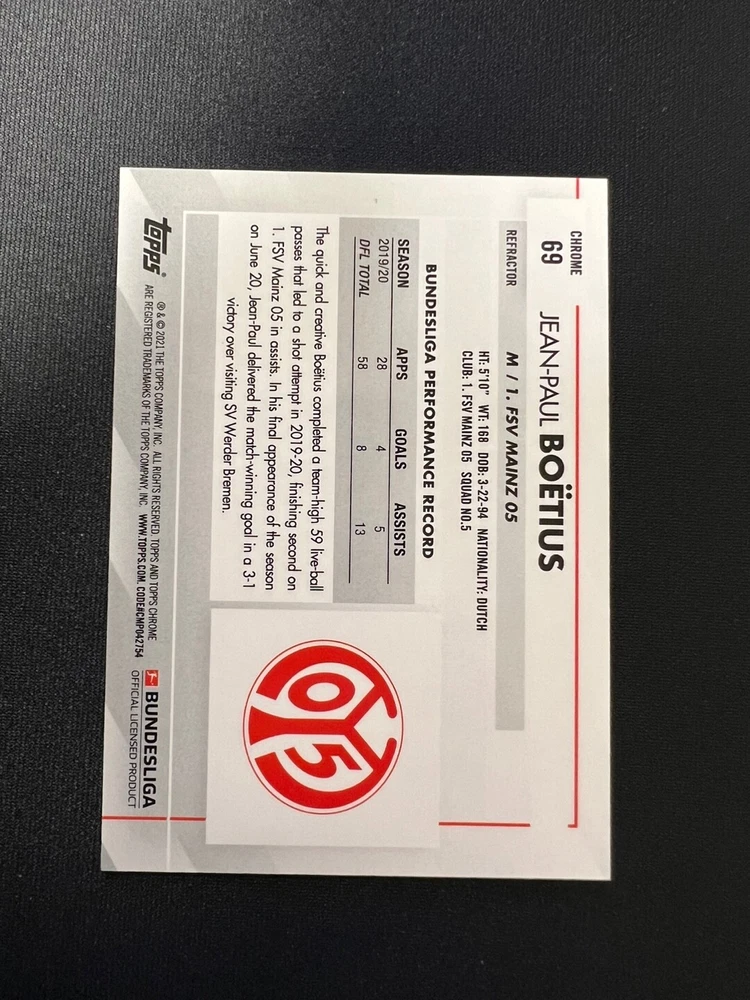 CHROME
69
JEAN-PAUL BOËTIUS
REFRACTOR
M / 1. FSV MAINZ 05
HT: 5'10" WT: 168 DOB: 3-22-94 NATIONALITY: DUTCH
CLUB: 1. FSV MAINZ 05 SQUAD NO.5
BUNDESLIGA PERFORMANCE RECORD
SEASON APPS GOALS ASSISTS
2019/20 28 4 5
DFL TOTAL 58 8 13
The quick and creative Boëtius completed a team-high 59 live-ball
passes that led to a shot attempt in 2019-20, finishing second on
1. FSV Mainz 05 in assists. In his final appearance of the season
on June 20, Jean-Paul delivered the match-winning goal in a 3-1
victory over visiting SV Werder Bremen.
05
topps®
® & © 2021 THE TOPPS COMPANY, INC. ALL RIGHTS RESERVED. TOPPS AND TOPPS CHROME
ARE REGISTERED TRADEMARKS OF THE TOPPS COMPANY, INC. WWW.TOPPS.COM CODE#CMP042754
BUNDESLIGA
OFFICIAL LICENSED PRODUCT